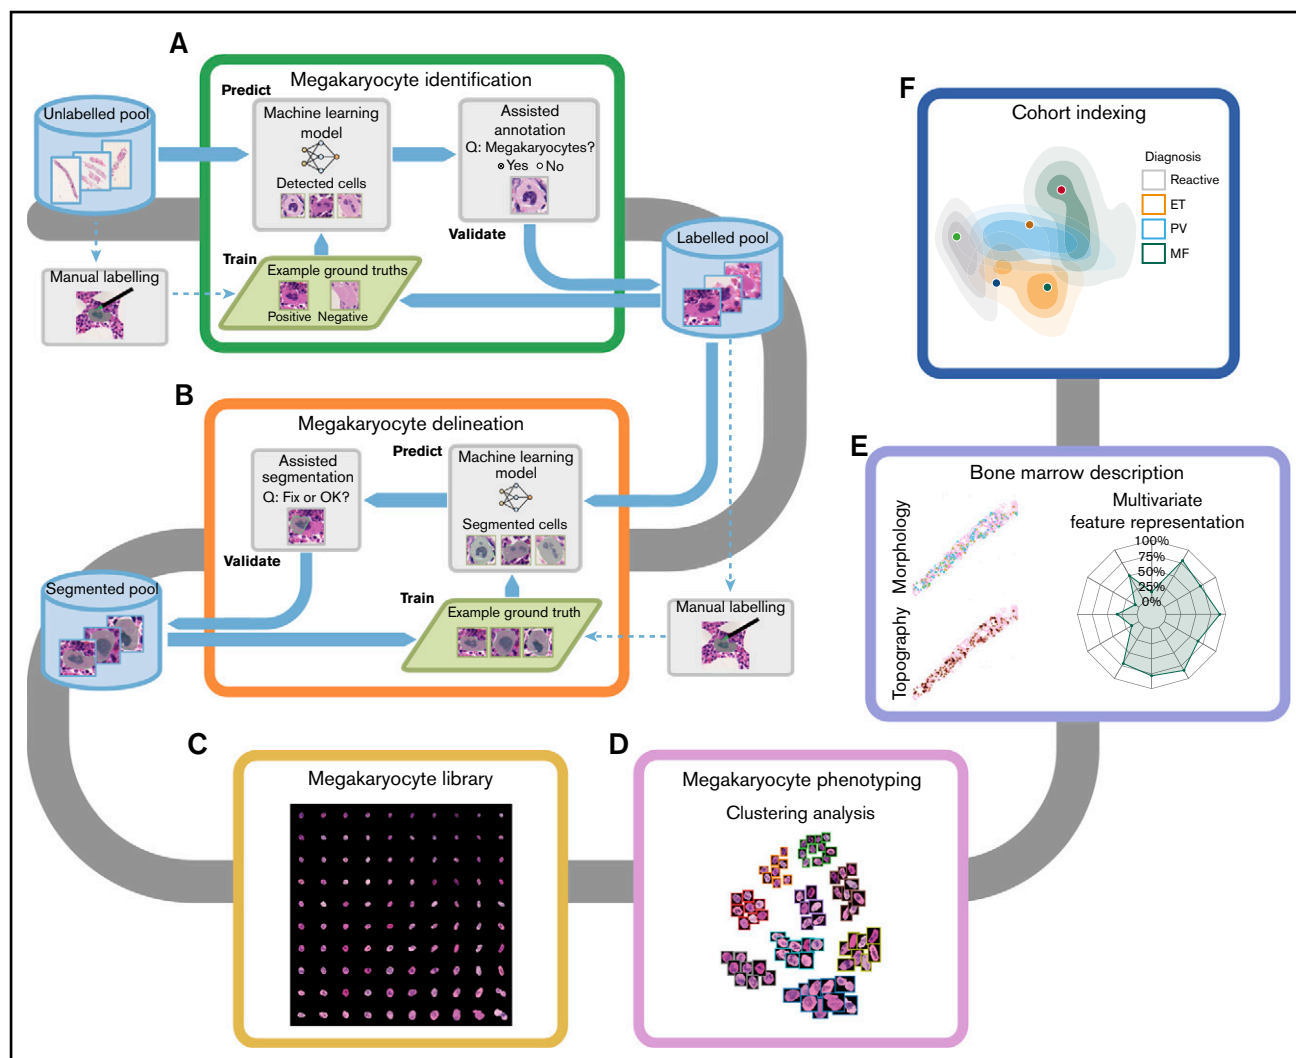 A
Megakaryocyte identification
Unlabelled pool
Predict
Machine learning
model
Detected cells
Assisted
annotation
Q: Megakaryocytes?
Yes No
Validate
Manual labelling
Train
Example ground truths
Positive Negative
Labelled pool
B
Megakaryocyte delineation
Assisted
segmentation
Q: Fix or OK?
Validate
Predict
Machine learning
model
Segmented cells
Segmented pool
Train
Example ground truth
Manual labelling
C
Megakaryocyte library
D
Megakaryocyte phenotyping
Clustering analysis
E
Bone marrow description
Morphology
Topography
Multivariate
feature representation
100%
75%
50%
25%
0%
F
Cohort indexing
Diagnosis
Reactive
ET
PV
MF